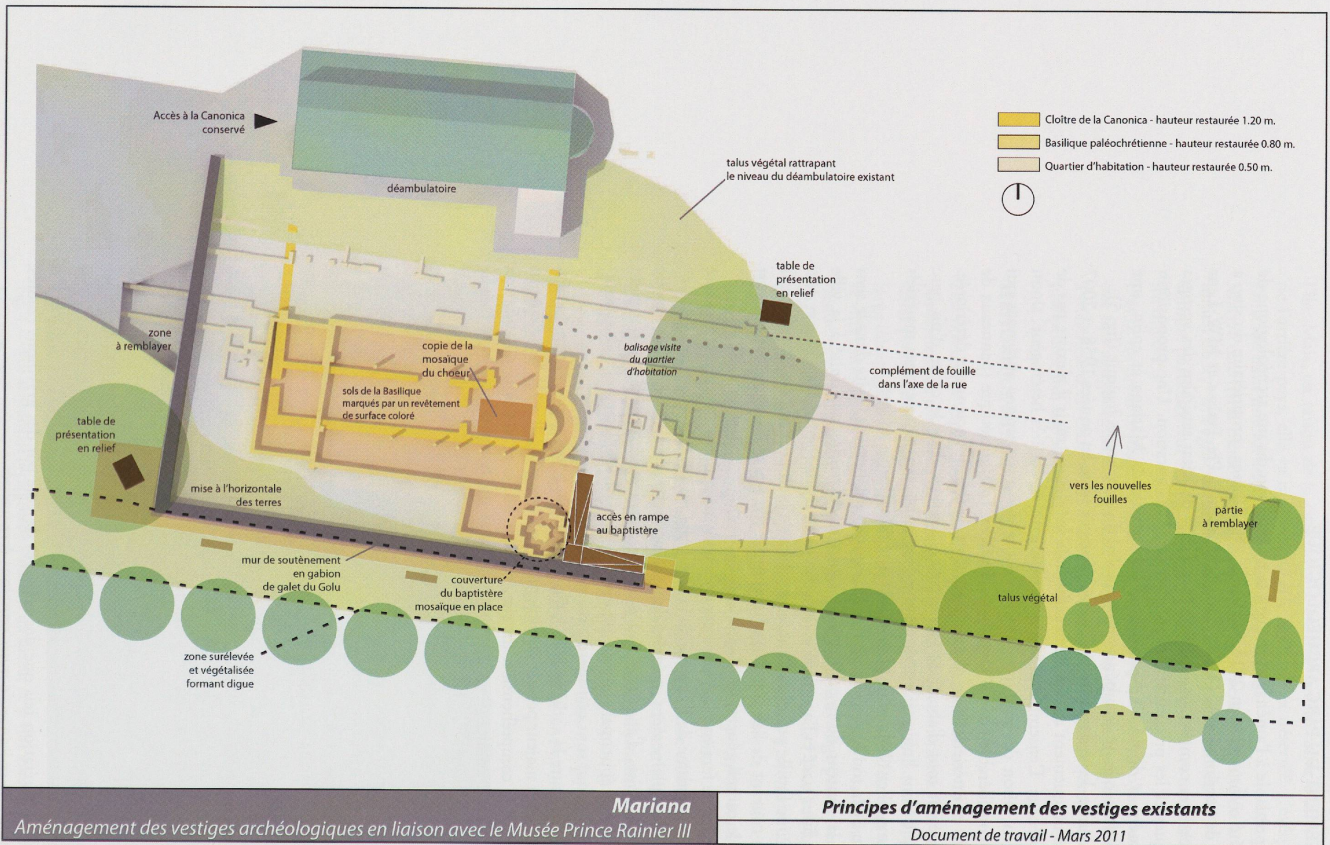 Accès à la Canonica
conservé
déambulatoire
talus végétal rattrapant
le niveau du déambulatoire existant
Cloître de la Canonica - hauteur restaurée 1.20 m.
Basilique paléochrétienne - hauteur restaurée 0.80 m.
Quartier d'habitation - hauteur restaurée 0.50 m.
table de
présentation
en relief
zone
à remblayer
copie de la
mosaïque
du choeur
sols de la Basilique
marqués par un revêtement
de surface coloré
balisage visite
du quartier
d'habitation
complément de fouille
dans l'axe de la rue
table de
présentation
en relief
mise à l'horizontale
des terres
accès en rampe
au baptistère
vers les nouvelles
fouilles
partie
à remblayer
mur de soutènement
en gabion
de galet du Golu
couverture
du baptistère
mosaïque en place
talus végétal
zone surélevée
et végétalisée
formant digue
Mariana
Aménagement des vestiges archéologiques en liaison avec le Musée Prince Rainier III
Principes d'aménagement des vestiges existants
Document de travail - Mars 2011